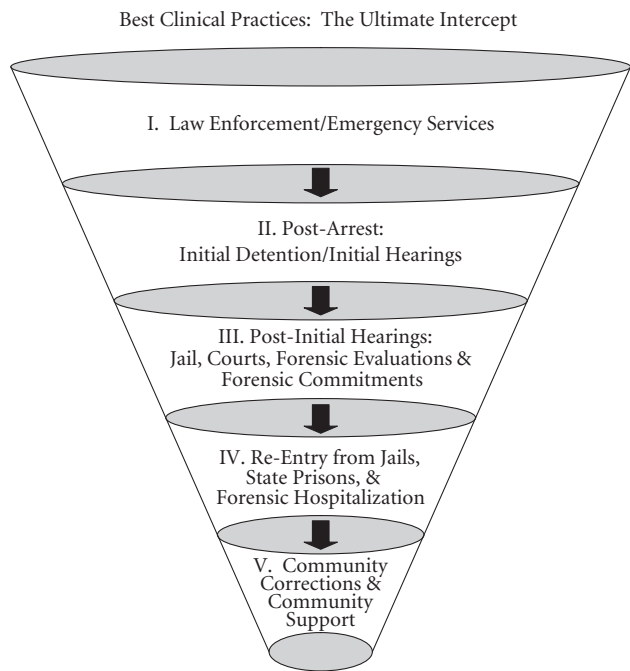 Best Clinical Practices: The Ultimate Intercept
I. Law Enforcement/Emergency Services
II. Post-Arrest:
Initial Detention/Initial Hearings
III. Post-Initial Hearings:
Jail, Courts, Forensic Evaluations &
Forensic Commitments
IV. Re-Entry from Jails,
State Prisons, &
Forensic Hospitalization
V. Community
Corrections &
Community
Support